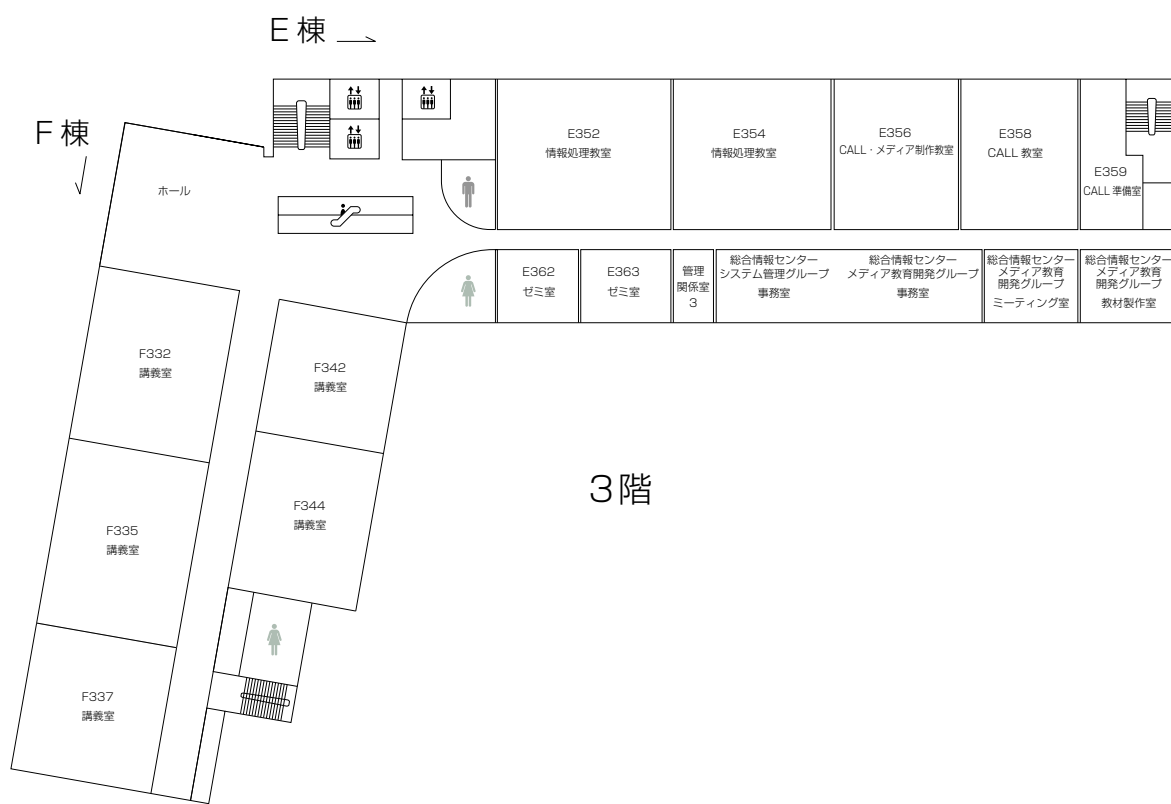 E棟
F棟
ホール
E352
情報処理教室
E354
情報処理教室
E356
CALL・メディア制作教室
E358
CALL 教室
E359
CALL 準備室
E362
ゼミ室
E363
ゼミ室
管理
関係室
3
総合情報センター
システム管理グループ
事務室
総合情報センター
メディア教育開発グループ
事務室
総合情報センター
メディア教育
開発グループ
ミーティング室
総合情報センター
メディア教育
開発グループ
教材製作室
F332
講義室
F342
講義室
F335
講義室
F344
講義室
F337
講義室
3階